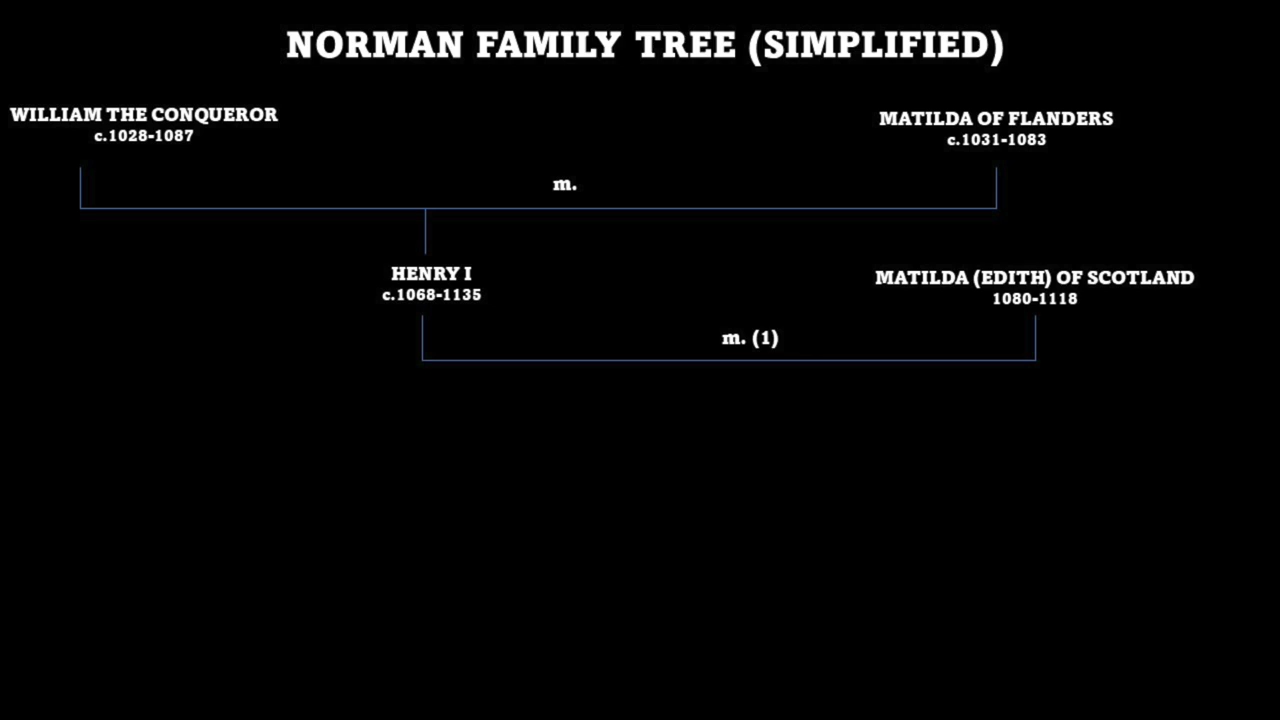 NORMAN FAMILY TREE (SIMPLIFIED)
WILLIAM THE CONQUEROR
c.1028-1087
MATILDA OF FLANDERS
c.1031-1083
m.
HENRY I
c.1068-1135
MATILDA (EDITH) OF SCOTLAND
1080-1118
m. (1)